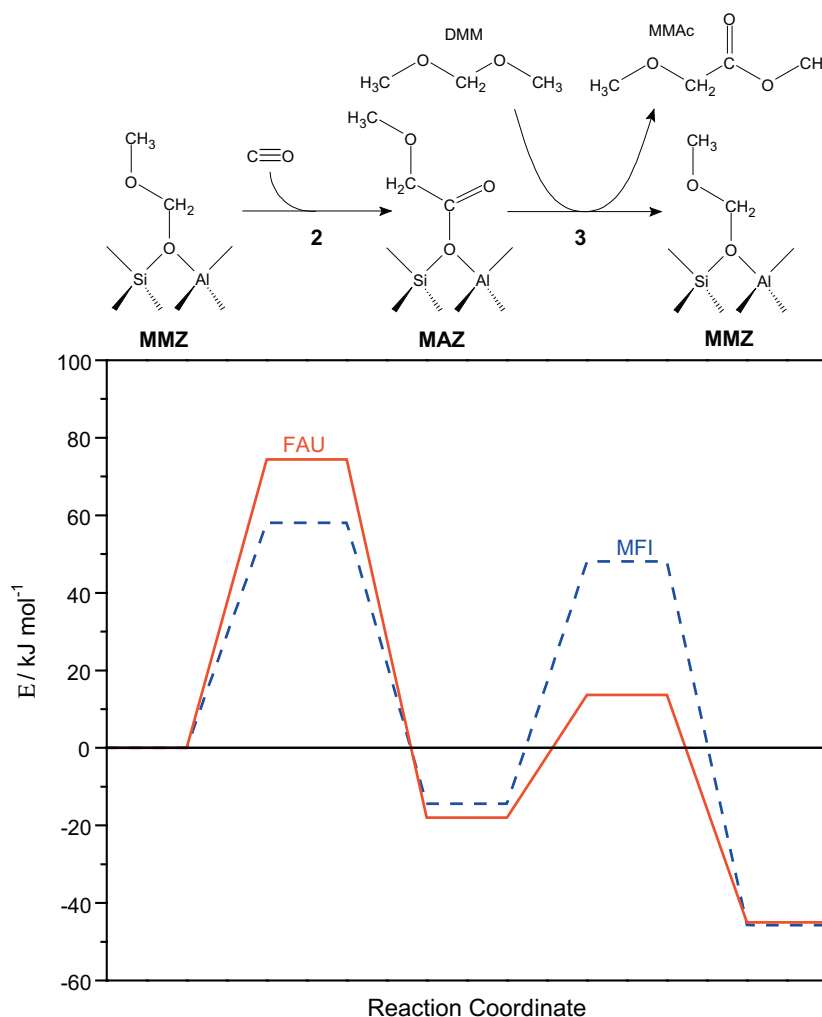 DMM
MMAc
O
H₃C
O
CH₂
O
CH₃
H₃C
O
CH₂
C
O
CH
H₃C
O
CH₃
O
CH₂
O
Si
Al
C≡O
2
H₂C
C
O
O
Si
Al
3
CH₃
O
CH₂
O
Si
Al
MMZ
MAZ
MMZ
100
80
60
40
20
0
-20
-40
-60
E / kJ mol⁻¹
FAU
MFI
Reaction Coordinate